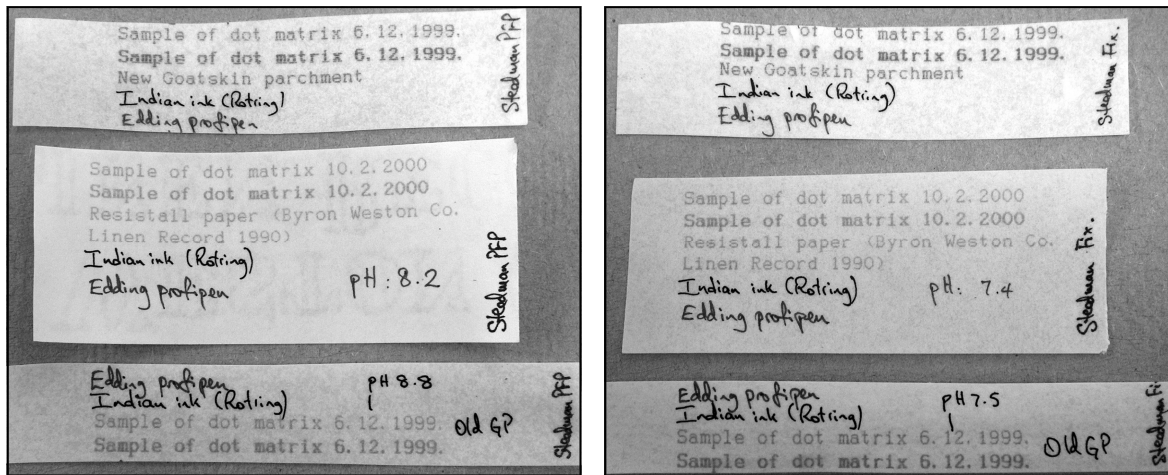 Sample of dot matrix 6.12.1999.
Sample of dot matrix 6.12.1999.
New Goatskin parchment
Indian ink (Rotring)
Edding profipen
Steadman PFP
Sample of dot matrix 10.2.2000
Sample of dot matrix 10.2.2000
Resistall paper (Byron Weston Co.
Linen Record 1990)
Indian ink (Rotring)
Edding profipen
pH: 8.2
Steadman PFP
Edding profipen
pH 8.8
Indian ink (Rotring)
Sample of dot matrix 6.12.1999.
Sample of dot matrix 6.12.1999.
Old GP
Steadman PFP
Sample of dot matrix 6.12.1999.
Sample of dot matrix 6.12.1999.
New Goatskin parchment
Indian ink (Rotring)
Edding profipen
Steadman Fix.
Sample of dot matrix 10.2.2000
Sample of dot matrix 10.2.2000
Resistall paper (Byron Weston Co.
Linen Record 1990)
Indian ink (Rotring)
Edding profipen
pH: 7.4
Steadman Fix.
Edding profipen
pH 7.5
Indian ink (Rotring)
Sample of dot matrix 6.12.1999.
Sample of dot matrix 6.12.1999.
Old GP
Steadman Fi